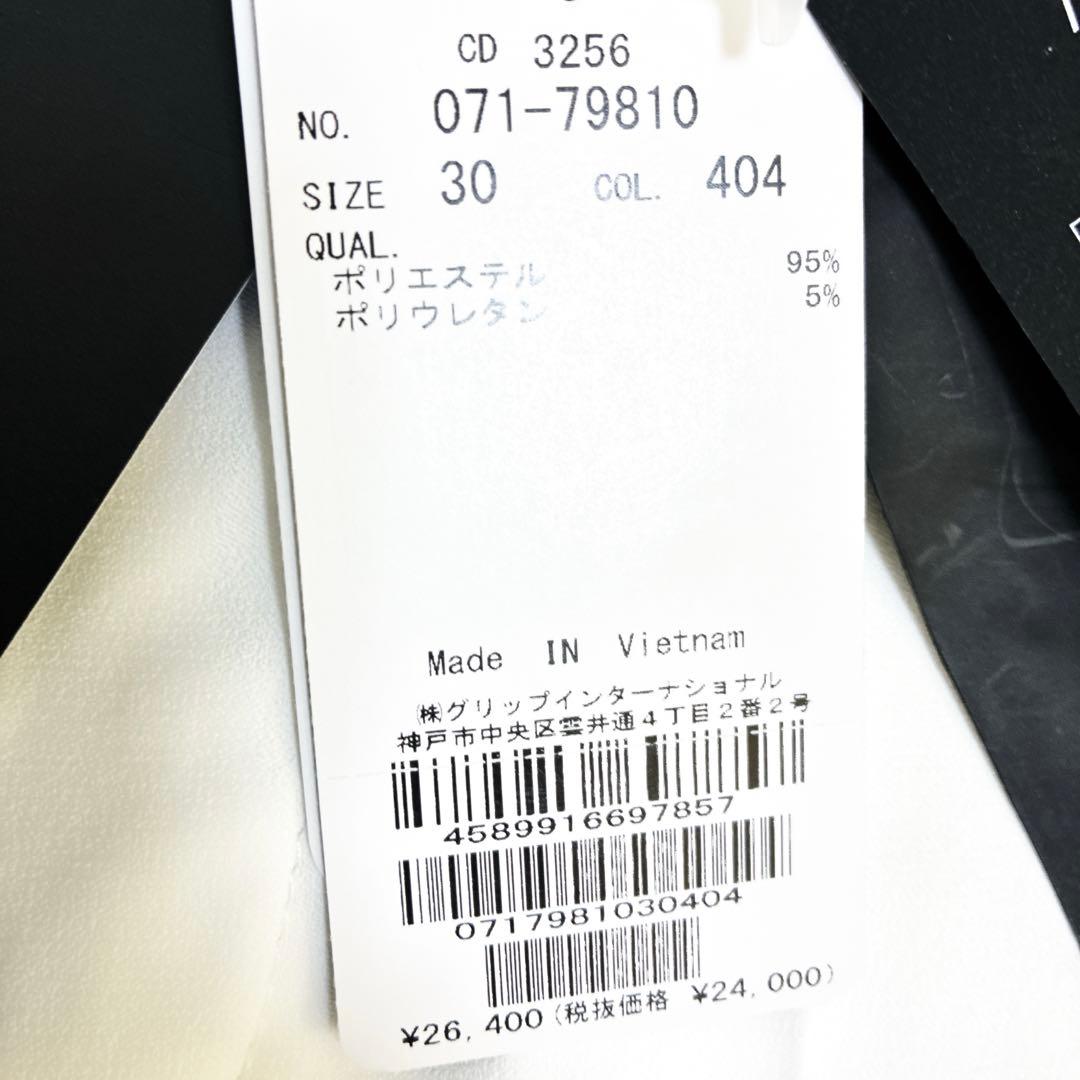 CD 3256
NO. 071-79810
SIZE 30 COL. 404
QUAL.
ポリエステル 95%
ポリウレタン 5%
Made IN Vietnam
㈱グリップインターナショナル
神戸市中央区雲井通4丁目2番2号
4589916697857
0717981030404
¥26,400(税抜価格 ¥24,000)